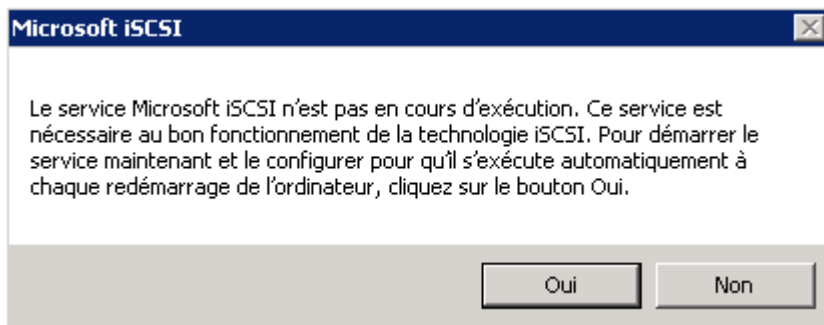 Microsoft iSCSI
Le service Microsoft iSCSI n'est pas en cours d'exécution. Ce service est
nécessaire au bon fonctionnement de la technologie iSCSI. Pour démarrer le
service maintenant et le configurer pour qu'il s'exécute automatiquement à
chaque redémarrage de l'ordinateur, cliquez sur le bouton Oui.
Oui
Non